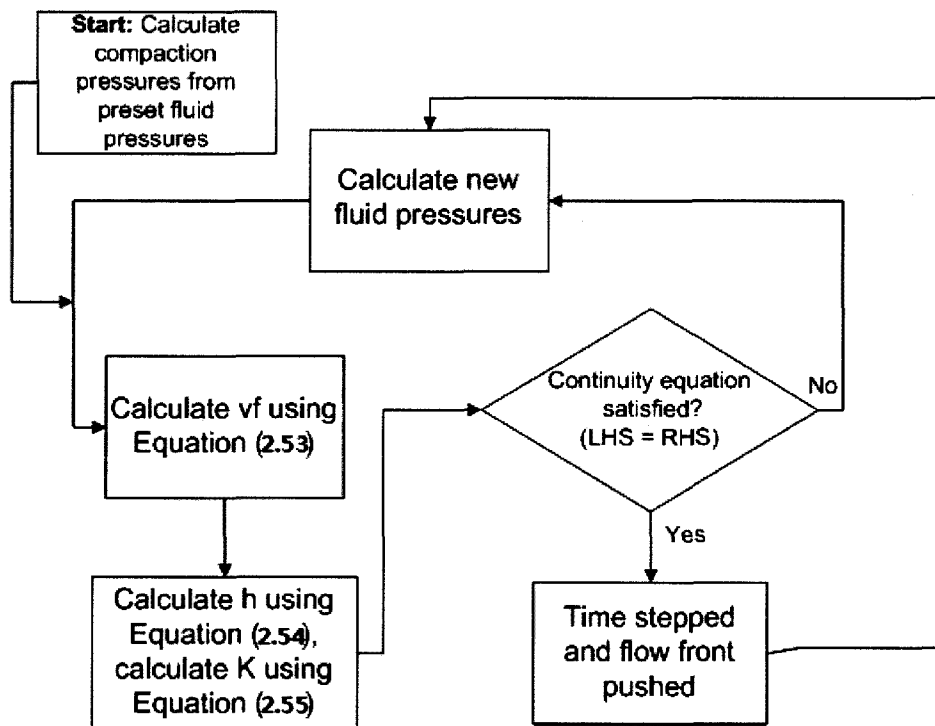 Start: Calculate
compaction
pressures from
preset fluid
pressures
Calculate new
fluid pressures
Calculate vf using
Equation (2.53)
Continuity equation
satisfied?
(LHS = RHS)
No
Yes
Calculate h using
Equation (2.54),
calculate K using
Equation (2.55)
Time stepped
and flow front
pushed